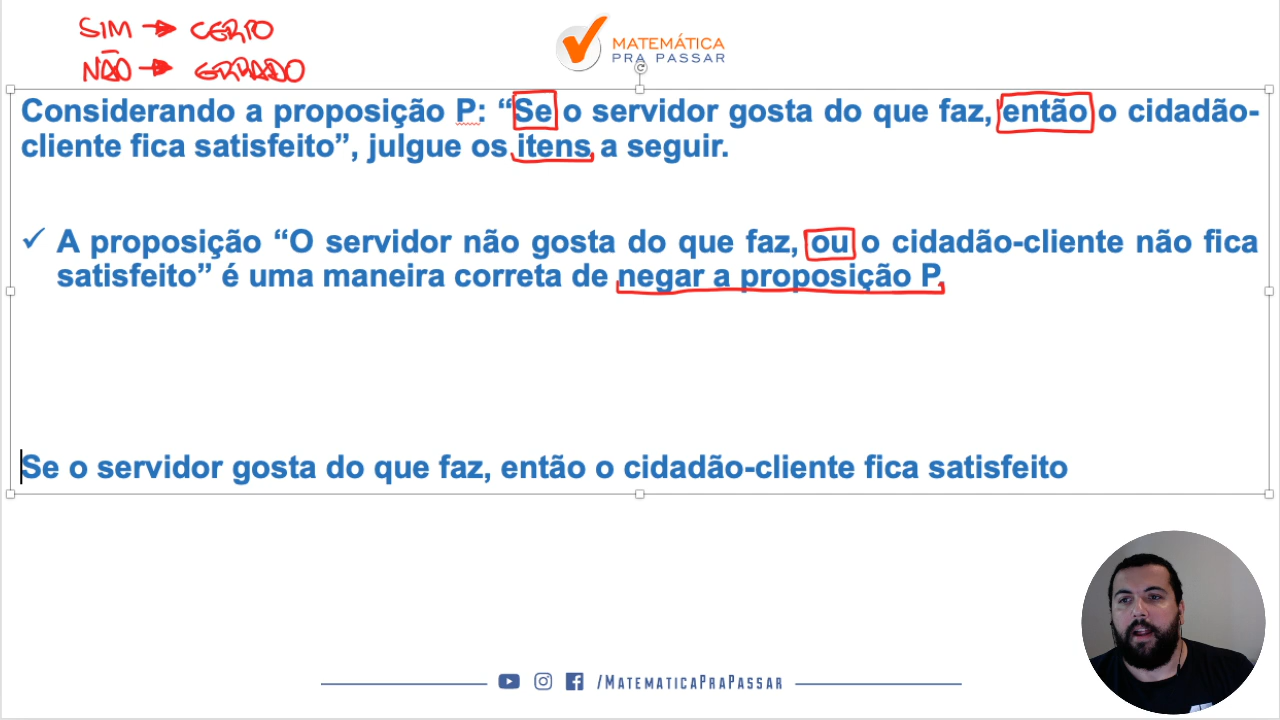 SIM → CERTO
NÃO → ERRADO
MATEMÁTICA
PRA PASSAR
Considerando a proposição P: “Se o servidor gosta do que faz, então o cidadão-
cliente fica satisfeito”, julgue os itens a seguir.
✓ A proposição “O servidor não gosta do que faz, ou o cidadão-cliente não fica
satisfeito” é uma maneira correta de negar a proposição P.
Se o servidor gosta do que faz, então o cidadão-cliente fica satisfeito
/MATEMATICAPRAPASSAR